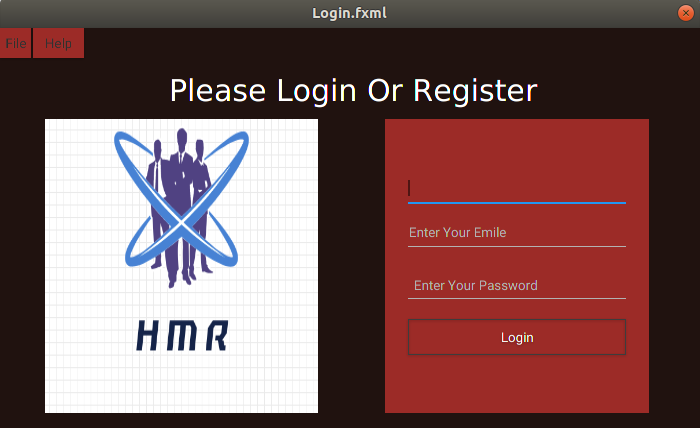 Login.fxml
File Help
Please Login Or Register
HMR
Enter Your Emile
Enter Your Password
Login